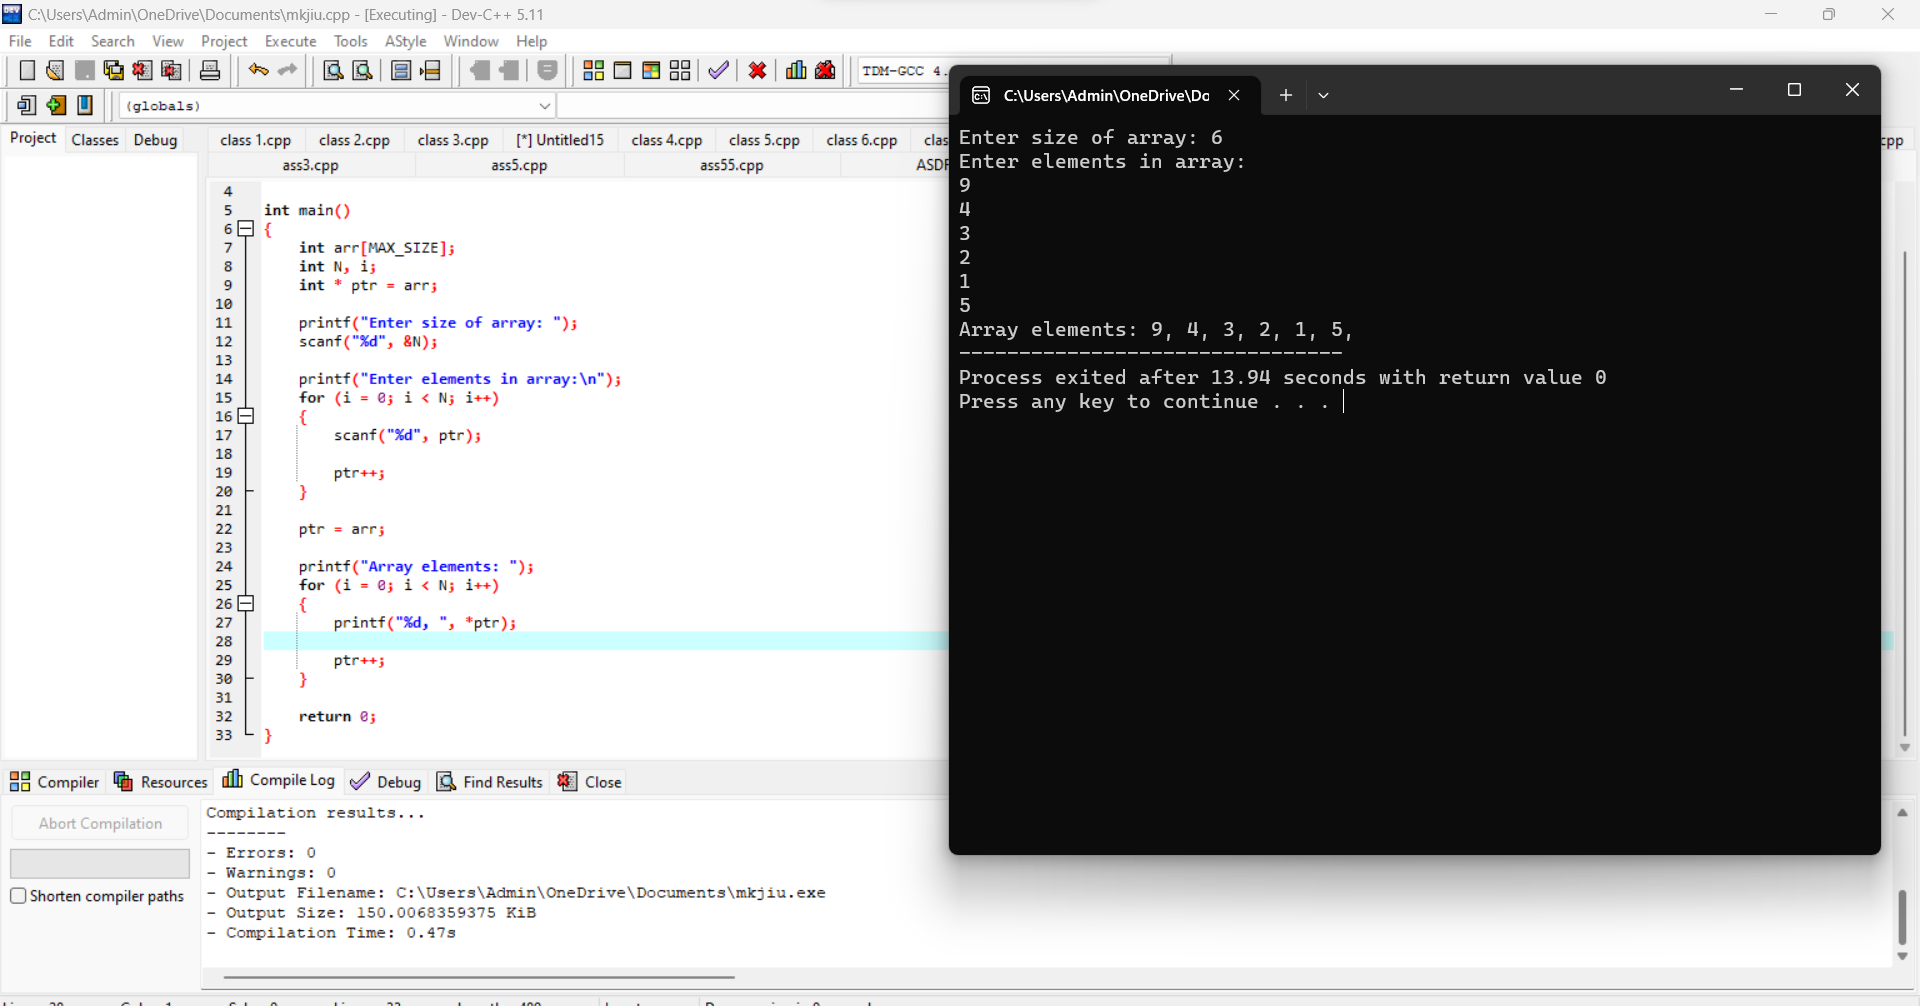 C:\Users\Admin\OneDrive\Documents\mkjiu.cpp - [Executing] - Dev-C++ 5.11
File Edit Search View Project Execute Tools AStyle Window Help
TDM-GCC 4.
(globals)
Project Classes Debug
class 1.cpp class 2.cpp class 3.cpp [*] Untitled15 class 4.cpp class 5.cpp class 6.cpp clas cpp
ass3.cpp ass5.cpp ass55.cpp ASDF
4
5 int main()
6 {
7 int arr[MAX_SIZE];
8 int N, i;
9 int * ptr = arr;
10
11 printf("Enter size of array: ");
12 scanf("%d", &N);
13
14 printf("Enter elements in array:\n");
15 for (i = 0; i < N; i++)
16 {
17 scanf("%d", ptr);
18
19 ptr++;
20 }
21
22 ptr = arr;
23
24 printf("Array elements: ");
25 for (i = 0; i < N; i++)
26 {
27 printf("%d, ", *ptr);
28
29 ptr++;
30 }
31
32 return 0;
33 }
C:\Users\Admin\OneDrive\Do
Enter size of array: 6
Enter elements in array:
9
4
3
2
1
5
Array elements: 9, 4, 3, 2, 1, 5,
--------------------------------
Process exited after 13.94 seconds with return value 0
Press any key to continue . . .
Compiler Resources Compile Log Debug Find Results Close
Abort Compilation
Shorten compiler paths
Compilation results...
--------
- Errors: 0
- Warnings: 0
- Output Filename: C:\Users\Admin\OneDrive\Documents\mkjiu.exe
- Output Size: 150.0068359375 KiB
- Compilation Time: 0.47s